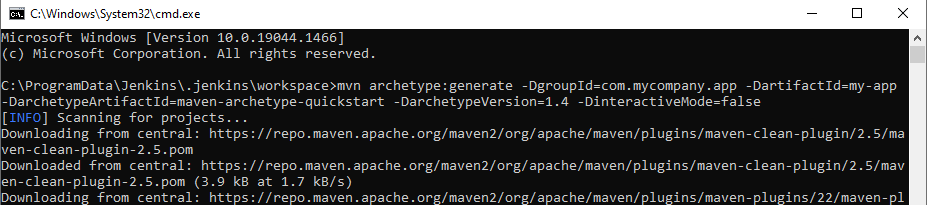 C:\Windows\System32\cmd.exe
Microsoft Windows [Version 10.0.19044.1466]
(c) Microsoft Corporation. All rights reserved.
C:\ProgramData\Jenkins\.jenkins\workspace>mvn archetype:generate -DgroupId=com.mycompany.app -DartifactId=my-app
-DarchetypeArtifactId=maven-archetype-quickstart -DarchetypeVersion=1.4 -DinteractiveMode=false
[INFO] Scanning for projects...
Downloading from central: https://repo.maven.apache.org/maven2/org/apache/maven/plugins/maven-clean-plugin/2.5/ma
ven-clean-plugin-2.5.pom
Downloaded from central: https://repo.maven.apache.org/maven2/org/apache/maven/plugins/maven-clean-plugin/2.5/mav
en-clean-plugin-2.5.pom (3.9 kB at 1.7 kB/s)
Downloading from central: https://repo.maven.apache.org/maven2/org/apache/maven/plugins/maven-plugins/22/maven-pl